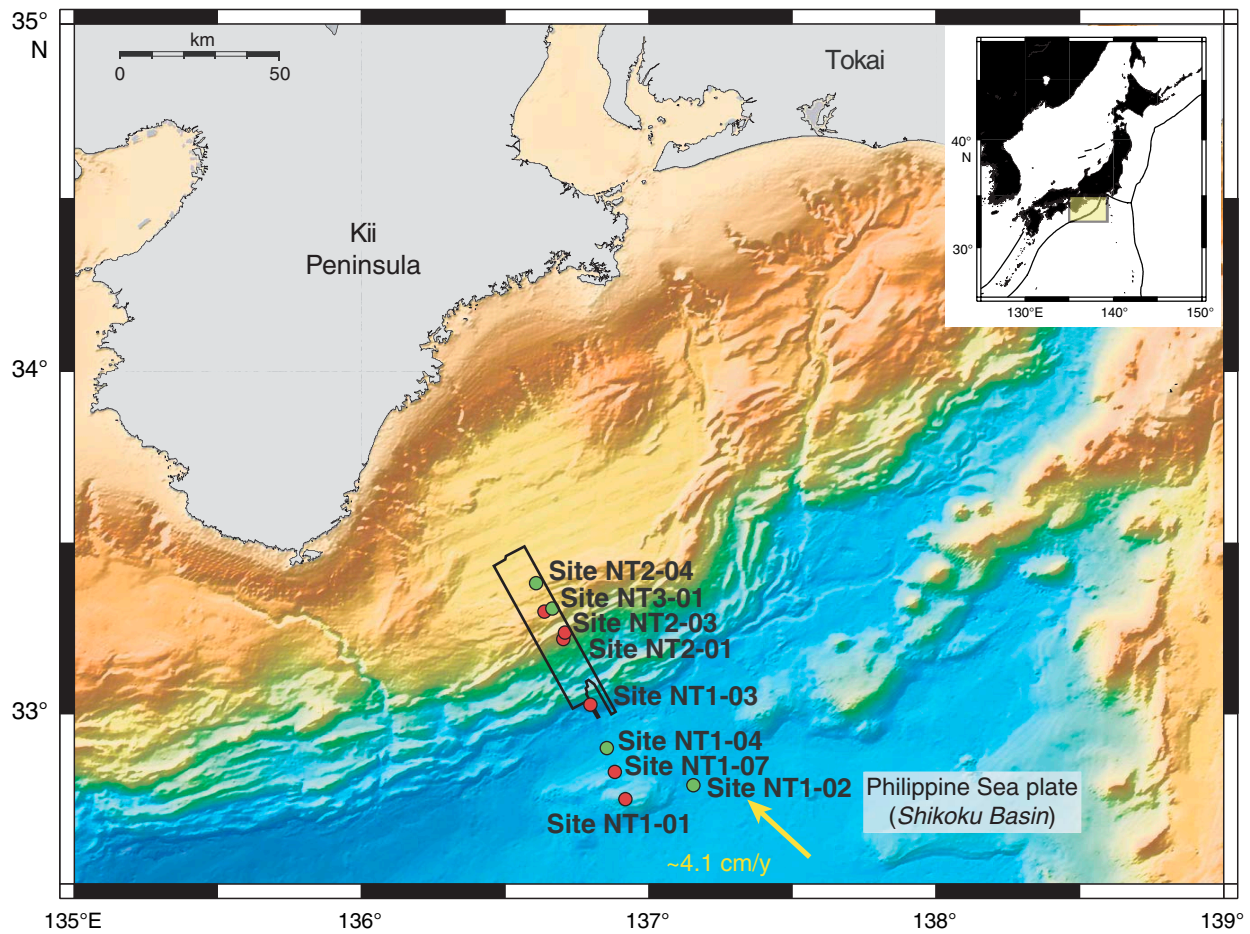 35°
N
km
0
50
Tokai
40°
N
30°
130°E
140°
150°
Kii
Peninsula
34°
Site NT2-04
Site NT3-01
Site NT2-03
Site NT2-01
33°
Site NT1-03
Site NT1-04
Site NT1-07
Site NT1-02
Site NT1-01
Philippine Sea plate
(Shikoku Basin)
~4.1 cm/y
135°E
136°
137°
138°
139°